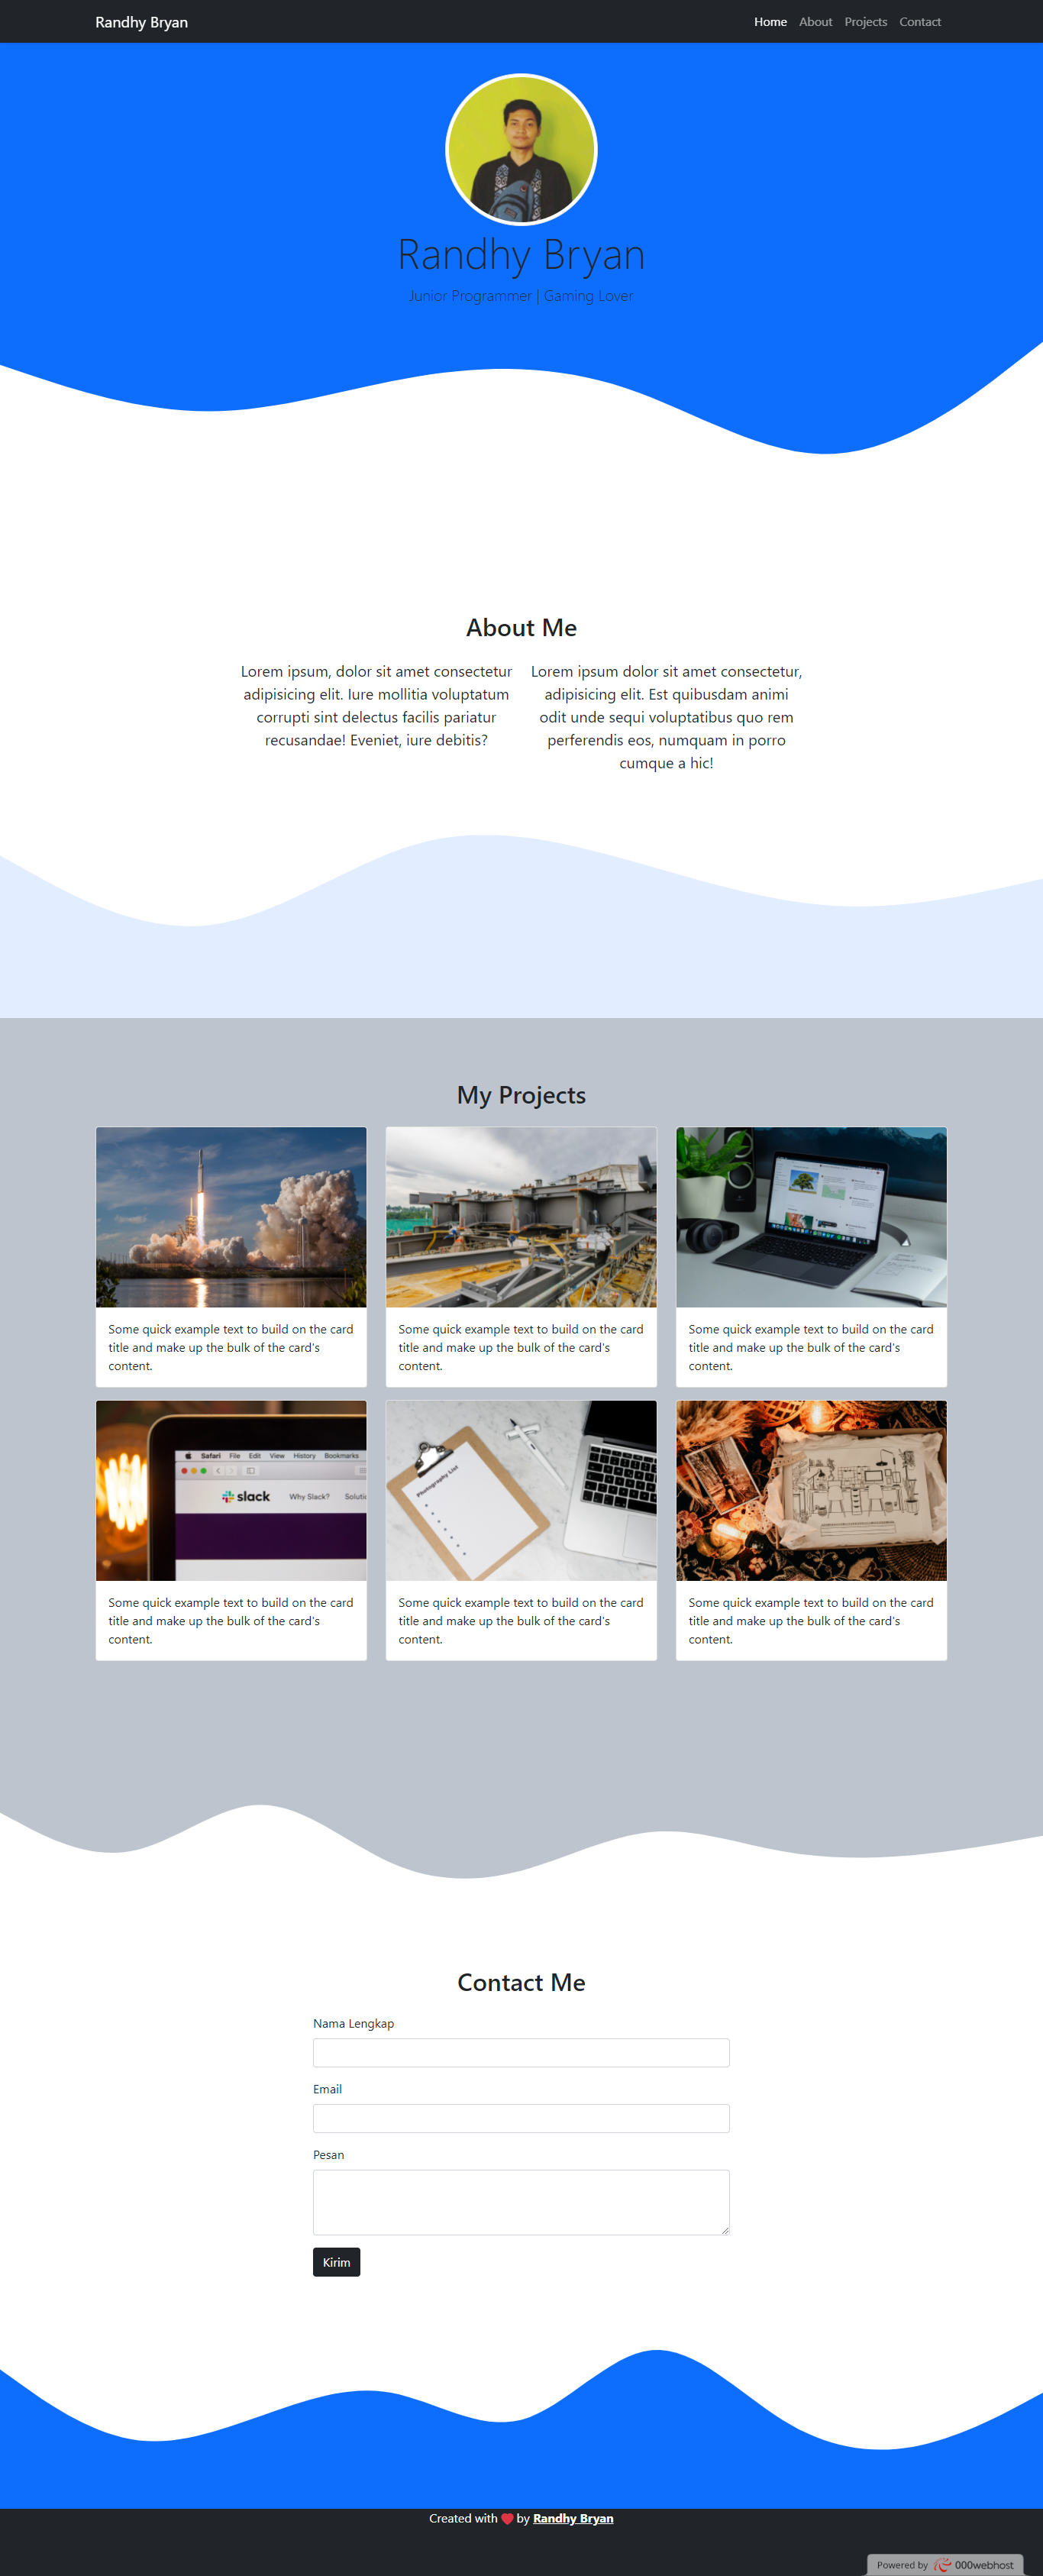 Randhy Bryan
Home About Projects Contact
Randhy Bryan
Junior Programmer | Gaming Lover
About Me
Lorem ipsum, dolor sit amet consectetur
adipisicing elit. Iure mollitia voluptatum
corrupti sint delectus facilis pariatur
recusandae! Eveniet, iure debitis?
Lorem ipsum dolor sit amet consectetur,
adipisicing elit. Est quibusdam animi
odit unde sequi voluptatibus quo rem
perferendis eos, numquam in porro
cumque a hic!
My Projects
Some quick example text to build on the card
title and make up the bulk of the card's
content.
Some quick example text to build on the card
title and make up the bulk of the card's
content.
Some quick example text to build on the card
title and make up the bulk of the card's
content.
Safari File Edit View History Bookmarks
slack Why Slack?
Photography List
Some quick example text to build on the card
title and make up the bulk of the card's
content.
Some quick example text to build on the card
title and make up the bulk of the card's
content.
Some quick example text to build on the card
title and make up the bulk of the card's
content.
Contact Me
Nama Lengkap
Email
Pesan
Kirim
Created with by Randhy Bryan
Powered by 000webhost